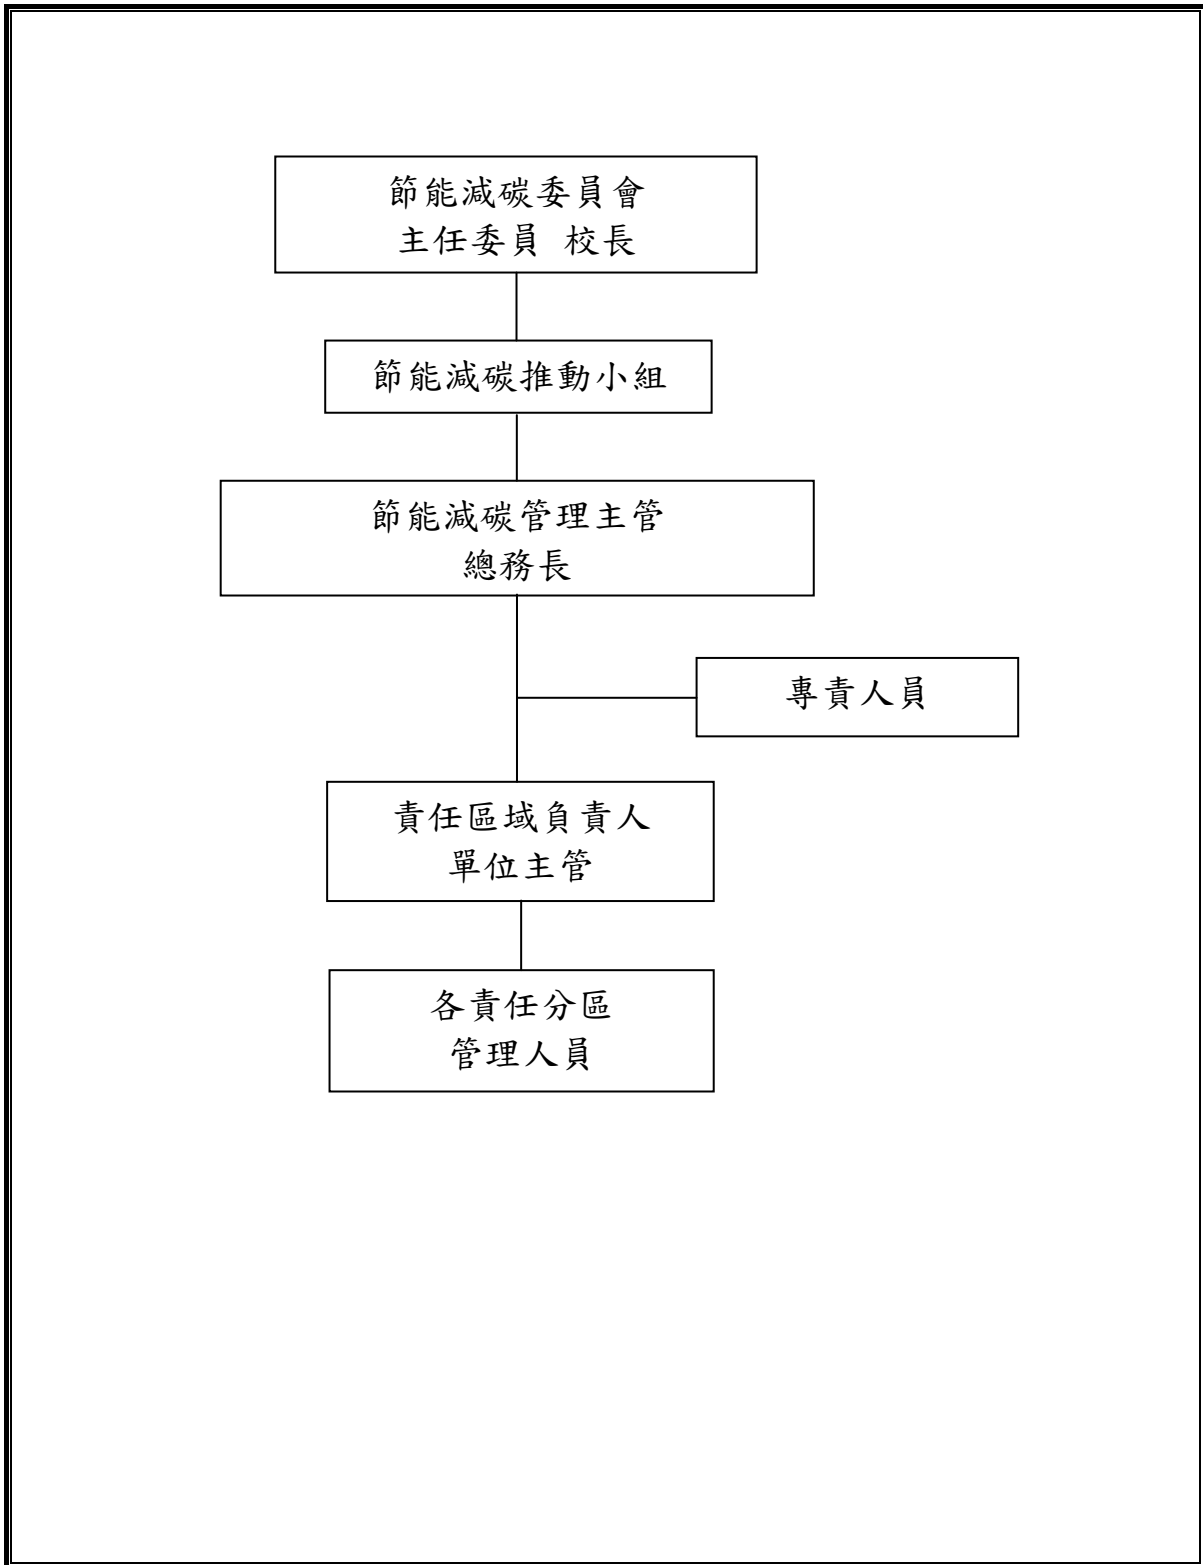 節能減碳委員會
主任委員 校長
節能減碳推動小組
節能減碳管理主管
總務長
專責人員
責任區域負責人
單位主管
各責任分區
管理人員